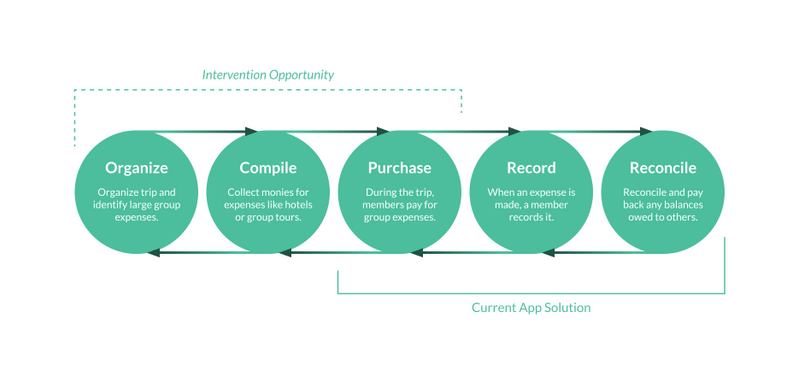 Intervention Opportunity
Organize
Organize trip and
identify large group
expenses.
Compile
Collect monies for
expenses like hotels
or group tours.
Purchase
During the trip,
members pay for
group expenses.
Record
When an expense is
made, a member
records it.
Reconcile
Reconcile and pay
back any balances
owed to others.
Current App Solution